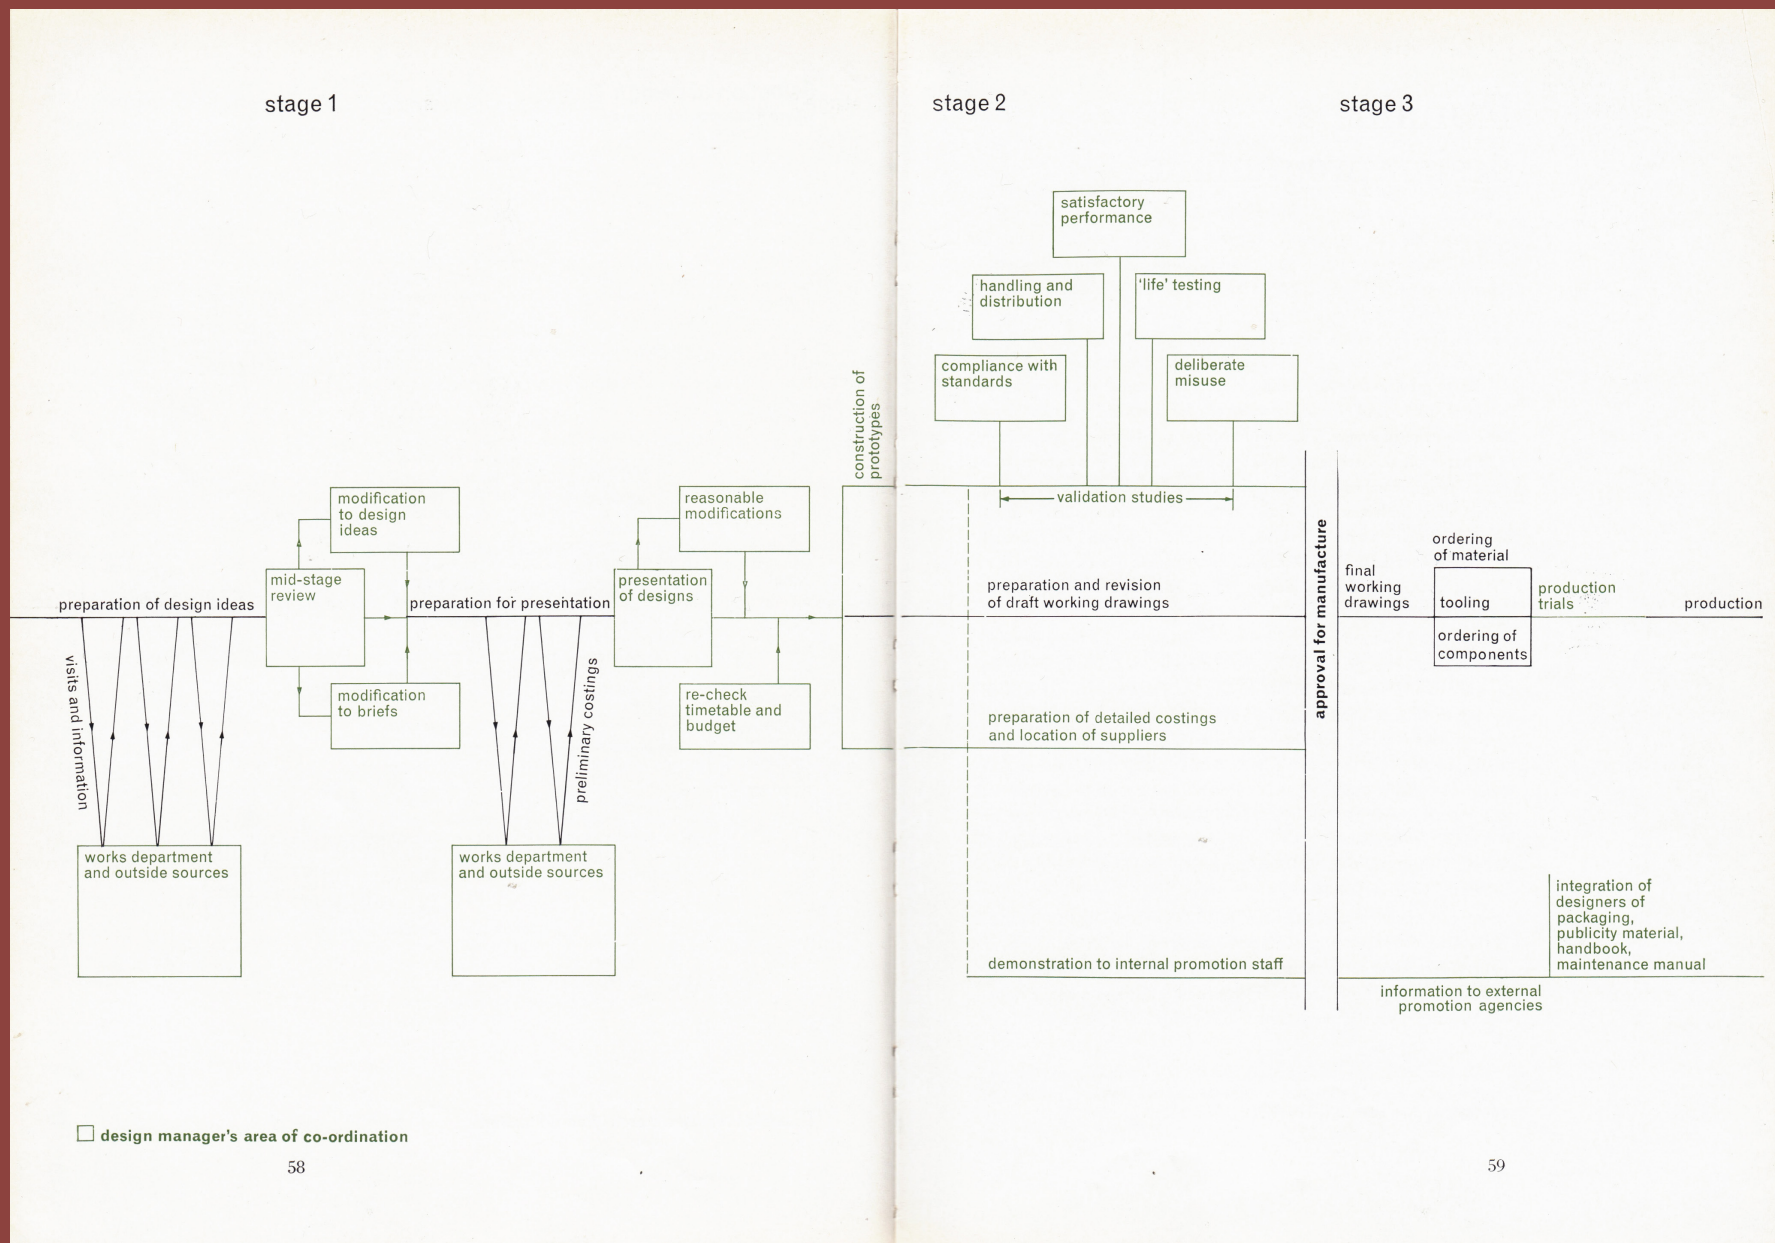 stage 1
modification
to design
ideas
mid-stage
review
preparation of design ideas
modification
to briefs
visits and information
works department
and outside sources
preparation for presentation
preliminary costings
works department
and outside sources
reasonable
modifications
presentation
of designs
re-check
timetable and
budget
construction of
prototypes
design manager's area of co-ordination
58
stage 2
satisfactory
performance
handling and
distribution
'life' testing
compliance with
standards
deliberate
misuse
validation studies
preparation and revision
of draft working drawings
preparation of detailed costings
and location of suppliers
demonstration to internal promotion staff
approval for manufacture
stage 3
final
working
drawings
ordering
of material
tooling
ordering of
components
production
trials
production
integration of
designers of
packaging,
publicity material,
handbook,
maintenance manual
information to external
promotion agencies
59